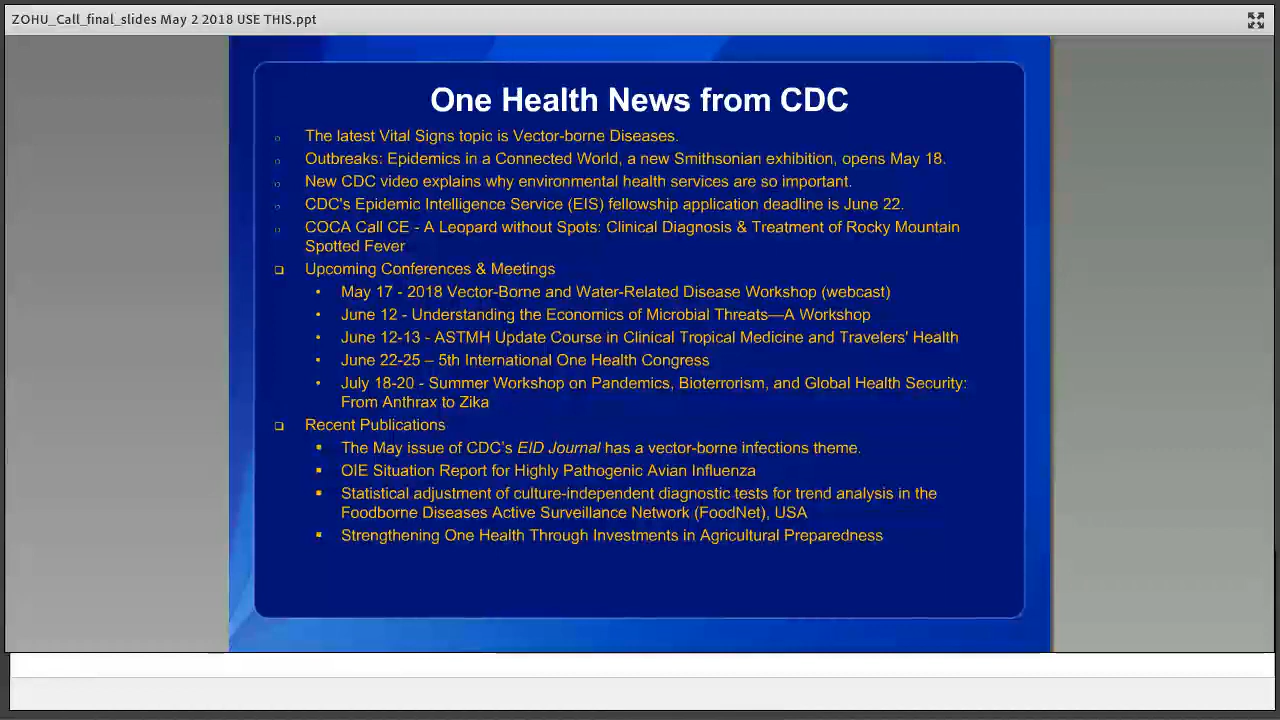 ZOHU_Call_final_slides May 2 2018 USE THIS.ppt
One Health News from CDC
The latest Vital Signs topic is Vector-borne Diseases.
Outbreaks: Epidemics in a Connected World, a new Smithsonian exhibition, opens May 18.
New CDC video explains why environmental health services are so important.
CDC's Epidemic Intelligence Service (EIS) fellowship application deadline is June 22.
COCA Call CE - A Leopard without Spots: Clinical Diagnosis & Treatment of Rocky Mountain
Spotted Fever
Upcoming Conferences & Meetings
May 17 - 2018 Vector-Borne and Water-Related Disease Workshop (webcast)
June 12 - Understanding the Economics of Microbial Threats—A Workshop
June 12-13 - ASTMH Update Course in Clinical Tropical Medicine and Travelers' Health
June 22-25 – 5th International One Health Congress
July 18-20 - Summer Workshop on Pandemics, Bioterrorism, and Global Health Security:
From Anthrax to Zika
Recent Publications
The May issue of CDC's EID Journal has a vector-borne infections theme.
OIE Situation Report for Highly Pathogenic Avian Influenza
Statistical adjustment of culture-independent diagnostic tests for trend analysis in the
Foodborne Diseases Active Surveillance Network (FoodNet), USA
Strengthening One Health Through Investments in Agricultural Preparedness